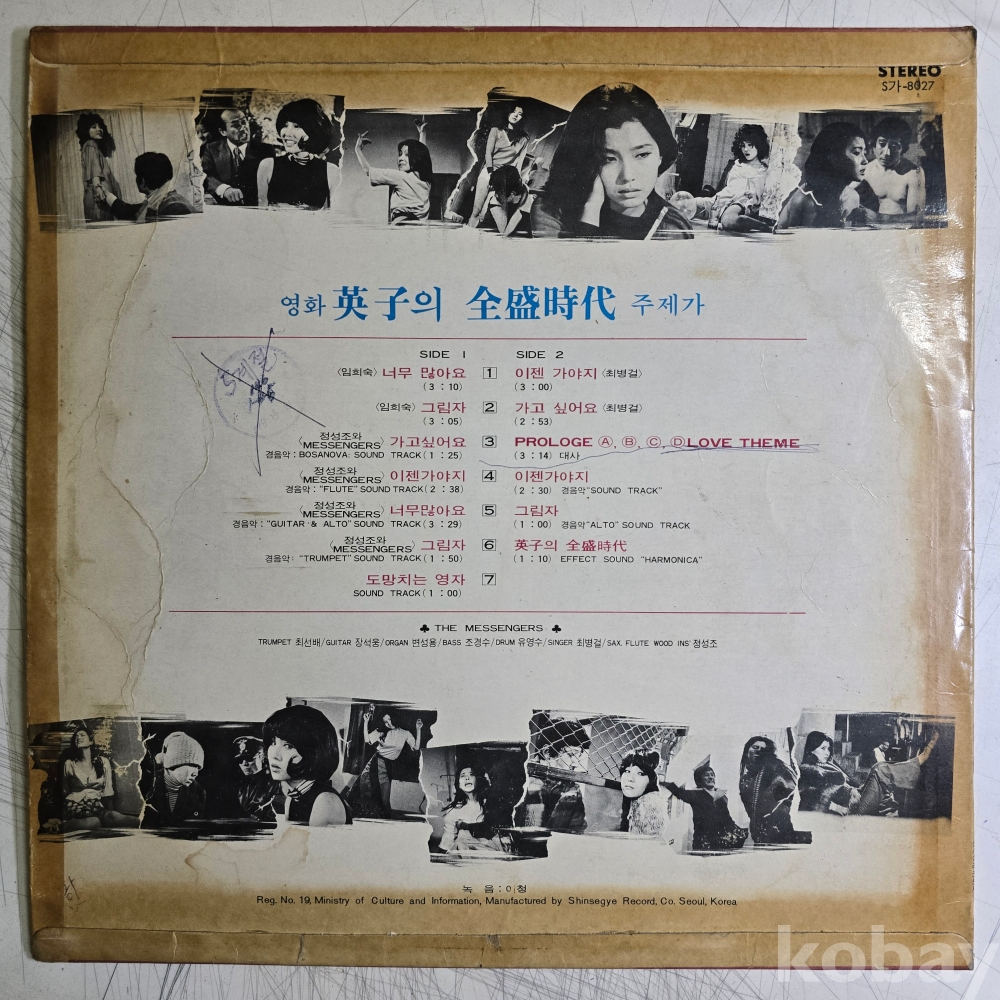 STEREO
S가-8027
영화 英子의 全盛時代 주제가
SIDE 1 SIDE 2
〈임희숙〉 너무 많아요 1 이젠 가야지 〈최병걸〉
(3:10) (3:00)
〈임희숙〉 그림자 2 가고 싶어요 〈최병걸〉
(3:05) (2:53)
〈정성조와 MESSENGERS〉 가고싶어요 3 PROLOGE Ⓐ, Ⓑ, Ⓒ, ⒹLOVE THEME
경음악: BOSANOVA: SOUND TRACK(1:25) (3:14) 대사
〈정성조와 MESSENGERS〉 이젠가야지 4 이젠가야지
경음악: "FLUTE" SOUND TRACK(2:38) (2:30) 경음악"SOUND TRACK"
〈정성조와 MESSENGERS〉 너무많아요 5 그림자
경음악: "GUITAR & ALTO" SOUND TRACK(3:29) (1:00) 경음악"ALTO" SOUND TRACK
〈정성조와 MESSENGERS〉 그림자 6 英子의 全盛時代
경음악: "TRUMPET" SOUND TRACK(1:50) (1:10) EFFECT SOUND "HARMONICA"
도망치는 영자 7
SOUND TRACK(1:00)
♣ THE MESSENGERS ♣
TRUMPET 최선배/GUITAR 장석웅/ORGAN 변성용/BASS 조경수/DRUM 유영수/SINGER 최병걸/SAX. FLUTE WOOD INS' 정성조
녹 음 : 이청
Reg. No. 19, Ministry of Culture and Information, Manufactured by Shinsegye Record, Co. Seoul, Korea
kobay